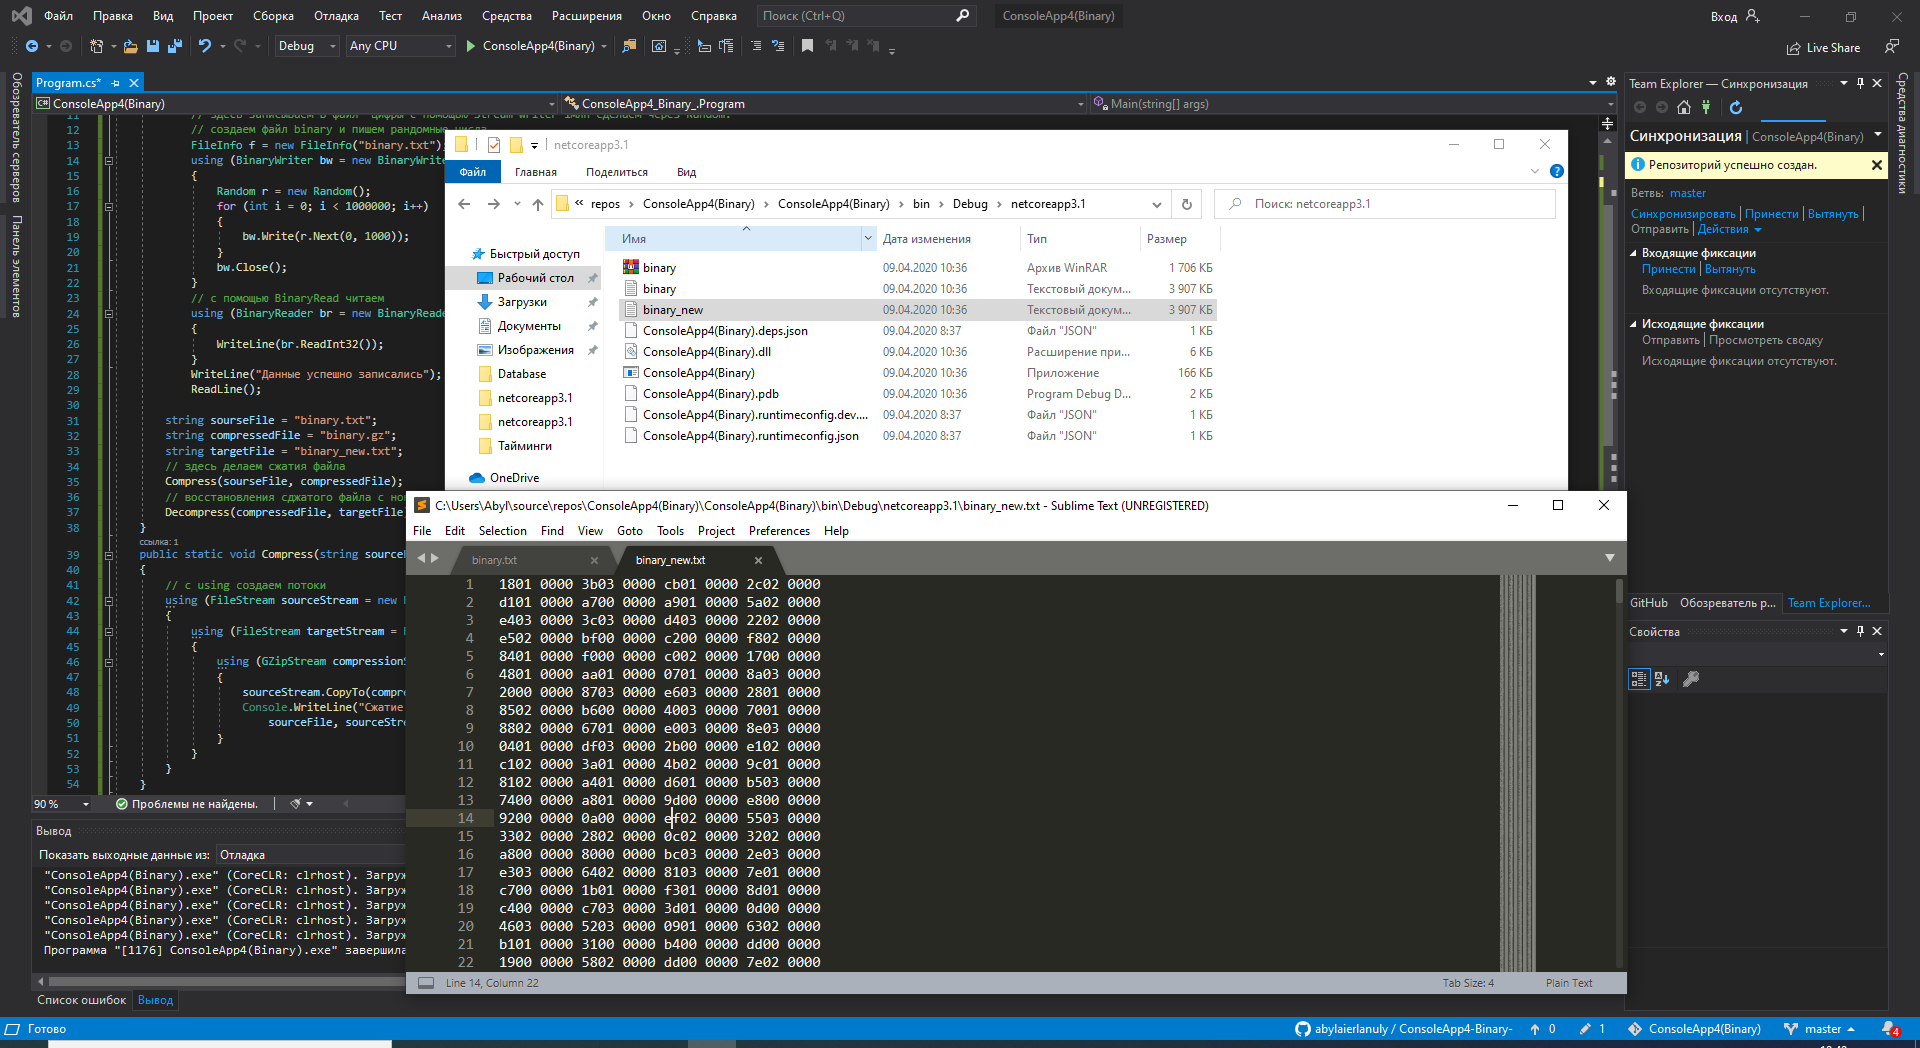 Файл Правка Вид Проект Сборка Отладка Тест Анализ Средства Расширения Окно Справка Поиск (Ctrl+Q) ConsoleApp4(Binary) Вход
Debug Any CPU ConsoleApp4(Binary) Live Share
Обозреватель серверов
Панель элементов
Program.cs*
ConsoleApp4(Binary) ConsoleApp4_Binary_.Program Main(string[] args)
11 // здесь записываем в файл цифры с помощью Stream writer
12 // создаем файл binary и пишем рандомные числа
13 FileInfo f = new FileInfo("binary.txt");
14 using (BinaryWriter bw = new BinaryWrite
15 {
16 Random r = new Random();
17 for (int i = 0; i < 1000000; i++)
18 {
19 bw.Write(r.Next(0, 1000));
20 }
21 bw.Close();
22 }
23 // с помощью BinaryRead читаем
24 using (BinaryReader br = new BinaryReade
25 {
26 WriteLine(br.ReadInt32());
27 }
28 WriteLine("Данные успешно записались");
29 ReadLine();
30
31 string sourseFile = "binary.txt";
32 string compressedFile = "binary.gz";
33 string targetFile = "binary_new.txt";
34 // здесь делаем сжатия файла
35 Compress(sourseFile, compressedFile);
36 // восстановления сджатого файла с но
37 Decompress(compressedFile, targetFile
38 }
ссылка: 1
39 public static void Compress(string source
40 {
41 // с using создаем потоки
42 using (FileStream sourceStream = new
43 {
44 using (FileStream targetStream =
45 {
46 using (GZipStream compressionS
47 {
48 sourceStream.CopyTo(compre
49 Console.WriteLine("Сжатие
50 sourceFile, sourceStre
51 }
52 }
53 }
54 }
90 % Проблемы не найдены.
Вывод
Показать выходные данные из: Отладка
"ConsoleApp4(Binary).exe" (CoreCLR: clrhost). Загруж
"ConsoleApp4(Binary).exe" (CoreCLR: clrhost). Загруж
"ConsoleApp4(Binary).exe" (CoreCLR: clrhost). Загруж
"ConsoleApp4(Binary).exe" (CoreCLR: clrhost). Загруж
"ConsoleApp4(Binary).exe" (CoreCLR: clrhost). Загруж
Программа "[1176] ConsoleApp4(Binary).exe" завершила
Список ошибок Вывод
netcoreapp3.1
Файл Главная Поделиться Вид
« repos › ConsoleApp4(Binary) › ConsoleApp4(Binary) › bin › Debug › netcoreapp3.1 Поиск: netcoreapp3.1
Имя Дата изменения Тип Размер
Быстрый доступ
Рабочий стол
Загрузки
Документы
Изображения
Database
netcoreapp3.1
netcoreapp3.1
Тайминги
OneDrive
binary 09.04.2020 10:36 Архив WinRAR 1 706 КБ
binary 09.04.2020 10:36 Текстовый докум... 3 907 КБ
binary_new 09.04.2020 10:36 Текстовый докум... 3 907 КБ
ConsoleApp4(Binary).deps.json 09.04.2020 8:37 Файл "JSON" 1 КБ
ConsoleApp4(Binary).dll 09.04.2020 10:36 Расширение при... 6 КБ
ConsoleApp4(Binary) 09.04.2020 10:36 Приложение 166 КБ
ConsoleApp4(Binary).pdb 09.04.2020 10:36 Program Debug D... 2 КБ
ConsoleApp4(Binary).runtimeconfig.dev.... 09.04.2020 8:37 Файл "JSON" 1 КБ
ConsoleApp4(Binary).runtimeconfig.json 09.04.2020 8:37 Файл "JSON" 1 КБ
C:\Users\Abyl\source\repos\ConsoleApp4(Binary)\ConsoleApp4(Binary)\bin\Debug\netcoreapp3.1\binary_new.txt - Sublime Text (UNREGISTERED)
File Edit Selection Find View Goto Tools Project Preferences Help
binary.txt binary_new.txt
1 1801 0000 3b03 0000 cb01 0000 2c02 0000
2 d101 0000 a700 0000 a901 0000 5a02 0000
3 e403 0000 3c03 0000 d403 0000 2202 0000
4 e502 0000 bf00 0000 c200 0000 f802 0000
5 8401 0000 f000 0000 c002 0000 1700 0000
6 4801 0000 aa01 0000 0701 0000 8a03 0000
7 2000 0000 8703 0000 e603 0000 2801 0000
8 8502 0000 b600 0000 4003 0000 7001 0000
9 8802 0000 6701 0000 e003 0000 8e03 0000
10 0401 0000 df03 0000 2b00 0000 e102 0000
11 c102 0000 3a01 0000 4b02 0000 9c01 0000
12 8102 0000 a401 0000 d601 0000 b503 0000
13 7400 0000 a801 0000 9d00 0000 e800 0000
14 9200 0000 0a00 0000 ef02 0000 5503 0000
15 3302 0000 2802 0000 0c02 0000 3202 0000
16 a800 0000 8000 0000 bc03 0000 2e03 0000
17 e303 0000 6402 0000 8103 0000 7e01 0000
18 c700 0000 1b01 0000 f301 0000 8d01 0000
19 c400 0000 c703 0000 3d01 0000 0d00 0000
20 4603 0000 5203 0000 0901 0000 6302 0000
21 b101 0000 3100 0000 b400 0000 dd00 0000
22 1900 0000 5802 0000 dd00 0000 7e02 0000
Line 14, Column 22 Tab Size: 4 Plain Text
Team Explorer — Синхронизация
Синхронизация | ConsoleApp4(Binary)
Репозиторий успешно создан.
Ветвь: master
Синхронизировать | Принести | Вытянуть |
Отправить | Действия
Входящие фиксации
Принести | Вытянуть
Входящие фиксации отсутствуют.
Исходящие фиксации
Отправить | Просмотреть сводку
Исходящие фиксации отсутствуют.
GitHub Обозреватель р... Team Explorer...
Свойства
Средства диагностики
Готово abylaierlanuly / ConsoleApp4-Binary- 0 1 ConsoleApp4(Binary) master 4